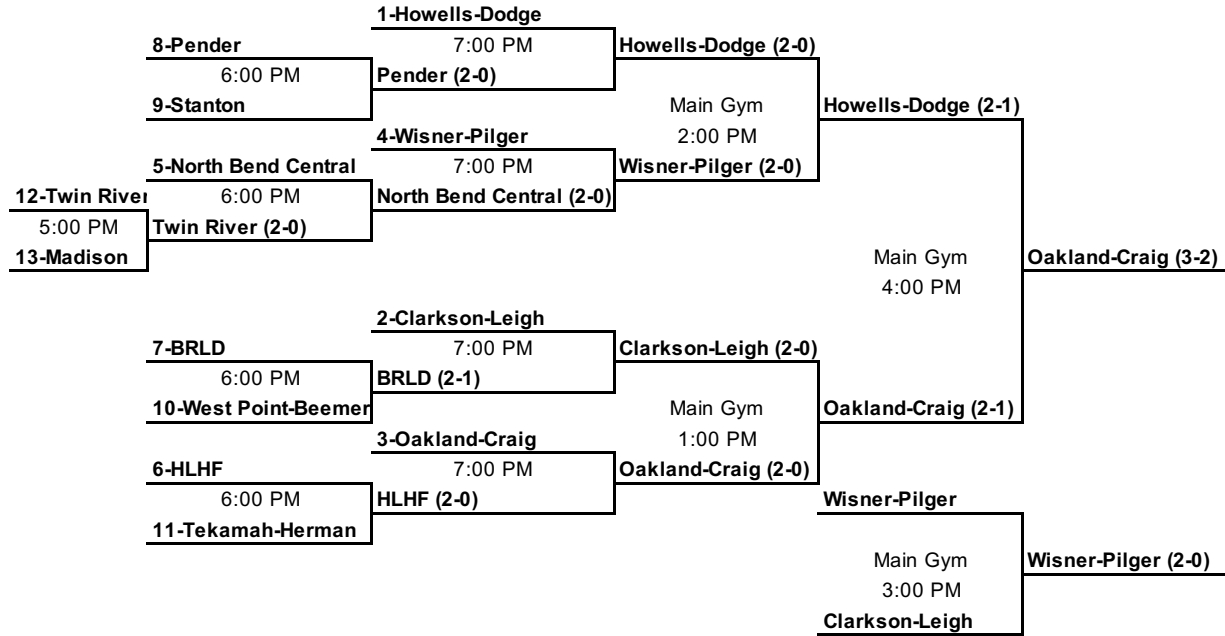 1-Howells-Dodge
8-Pender
7:00 PM
Howells-Dodge (2-0)
6:00 PM
Pender (2-0)
9-Stanton
Main Gym
Howells-Dodge (2-1)
4-Wisner-Pilger
2:00 PM
5-North Bend Central
7:00 PM
Wisner-Pilger (2-0)
12-Twin River
6:00 PM
North Bend Central (2-0)
5:00 PM
Twin River (2-0)
13-Madison
Main Gym
Oakland-Craig (3-2)
4:00 PM
2-Clarkson-Leigh
7-BRLD
7:00 PM
Clarkson-Leigh (2-0)
6:00 PM
BRLD (2-1)
10-West Point-Beemer
Main Gym
Oakland-Craig (2-1)
3-Oakland-Craig
1:00 PM
6-HLHF
7:00 PM
Oakland-Craig (2-0)
6:00 PM
HLHF (2-0)
Wisner-Pilger
11-Tekamah-Herman
Main Gym
Wisner-Pilger (2-0)
3:00 PM
Clarkson-Leigh